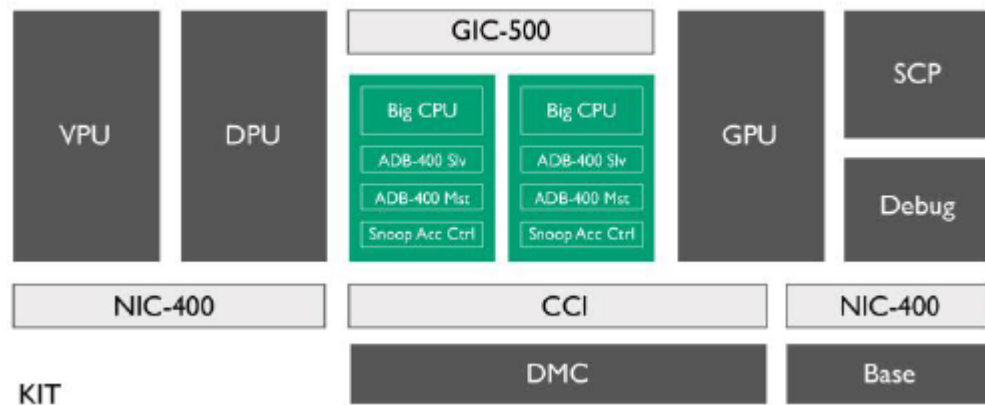 VPU
DPU
GIC-500
Big CPU
ADB-400 Slv
ADB-400 Mst
Snoop Acc Ctrl
Big CPU
ADB-400 Slv
ADB-400 Mst
Snoop Acc Ctrl
GPU
SCP
Debug
NIC-400
CCI
NIC-400
DMC
Base
KIT